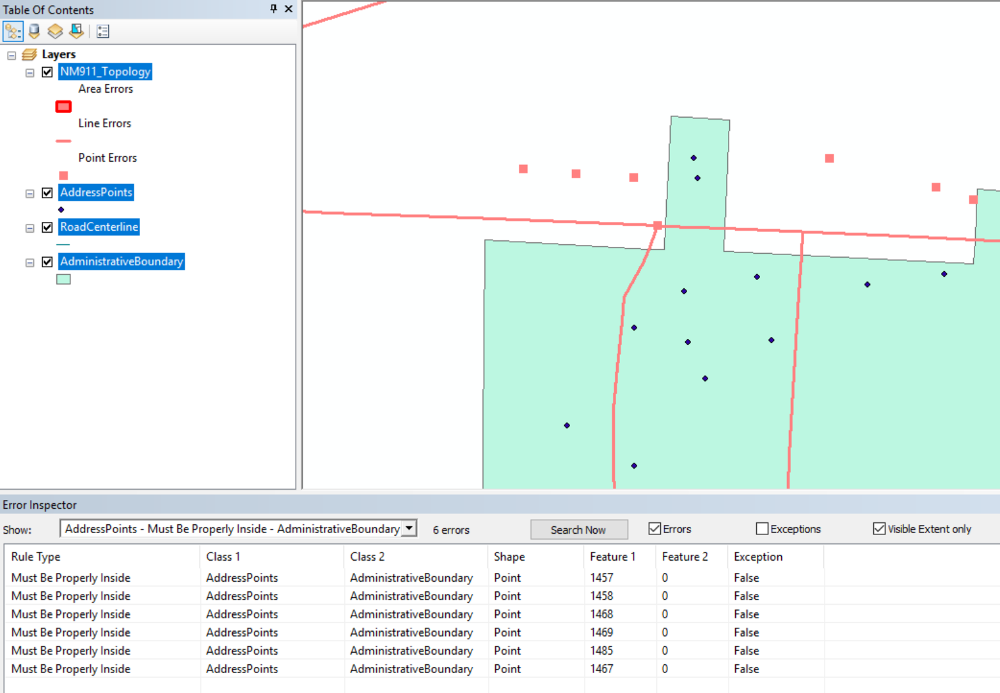 Table Of Contents
Layers
NM911_Topology
Area Errors
Line Errors
Point Errors
AddressPoints
RoadCenterline
AdministrativeBoundary
Error Inspector
Show: AddressPoints - Must Be Properly Inside - AdministrativeBoundary 6 errors Search Now Errors Exceptions Visible Extent only
Rule Type Class 1 Class 2 Shape Feature 1 Feature 2 Exception
Must Be Properly Inside AddressPoints AdministrativeBoundary Point 1457 0 False
Must Be Properly Inside AddressPoints AdministrativeBoundary Point 1458 0 False
Must Be Properly Inside AddressPoints AdministrativeBoundary Point 1468 0 False
Must Be Properly Inside AddressPoints AdministrativeBoundary Point 1469 0 False
Must Be Properly Inside AddressPoints AdministrativeBoundary Point 1485 0 False
Must Be Properly Inside AddressPoints AdministrativeBoundary Point 1467 0 False